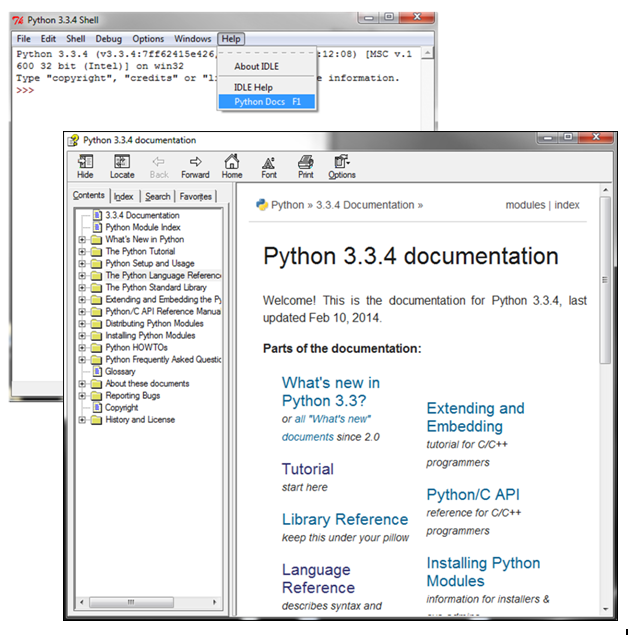 Python 3.3.4 Shell
File Edit Shell Debug Options Windows Help
Python 3.3.4 (v3.3.4:7ff62415e426, :12:08) [MSC v.1
600 32 bit (Intel)] on win32
Type "copyright", "credits" or "li e information.
>>>
About IDLE
IDLE Help
Python Docs F1
Python 3.3.4 documentation
Hide Locate Back Forward Home Font Print Options
Contents Index Search Favorites
3.3.4 Documentation
Python Module Index
What's New in Python
The Python Tutorial
Python Setup and Usage
The Python Language Reference
The Python Standard Library
Extending and Embedding the Py
Python/C API Reference Manua
Distributing Python Modules
Installing Python Modules
Python HOWTOs
Python Frequently Asked Questic
Glossary
About these documents
Reporting Bugs
Copyright
History and License
Python » 3.3.4 Documentation » modules | index
Python 3.3.4 documentation
Welcome! This is the documentation for Python 3.3.4, last
updated Feb 10, 2014.
Parts of the documentation:
What's new in
Python 3.3?
or all "What's new"
documents since 2.0
Tutorial
start here
Library Reference
keep this under your pillow
Language
Reference
describes syntax and
Extending and
Embedding
tutorial for C/C++
programmers
Python/C API
reference for C/C++
programmers
Installing Python
Modules
information for installers &